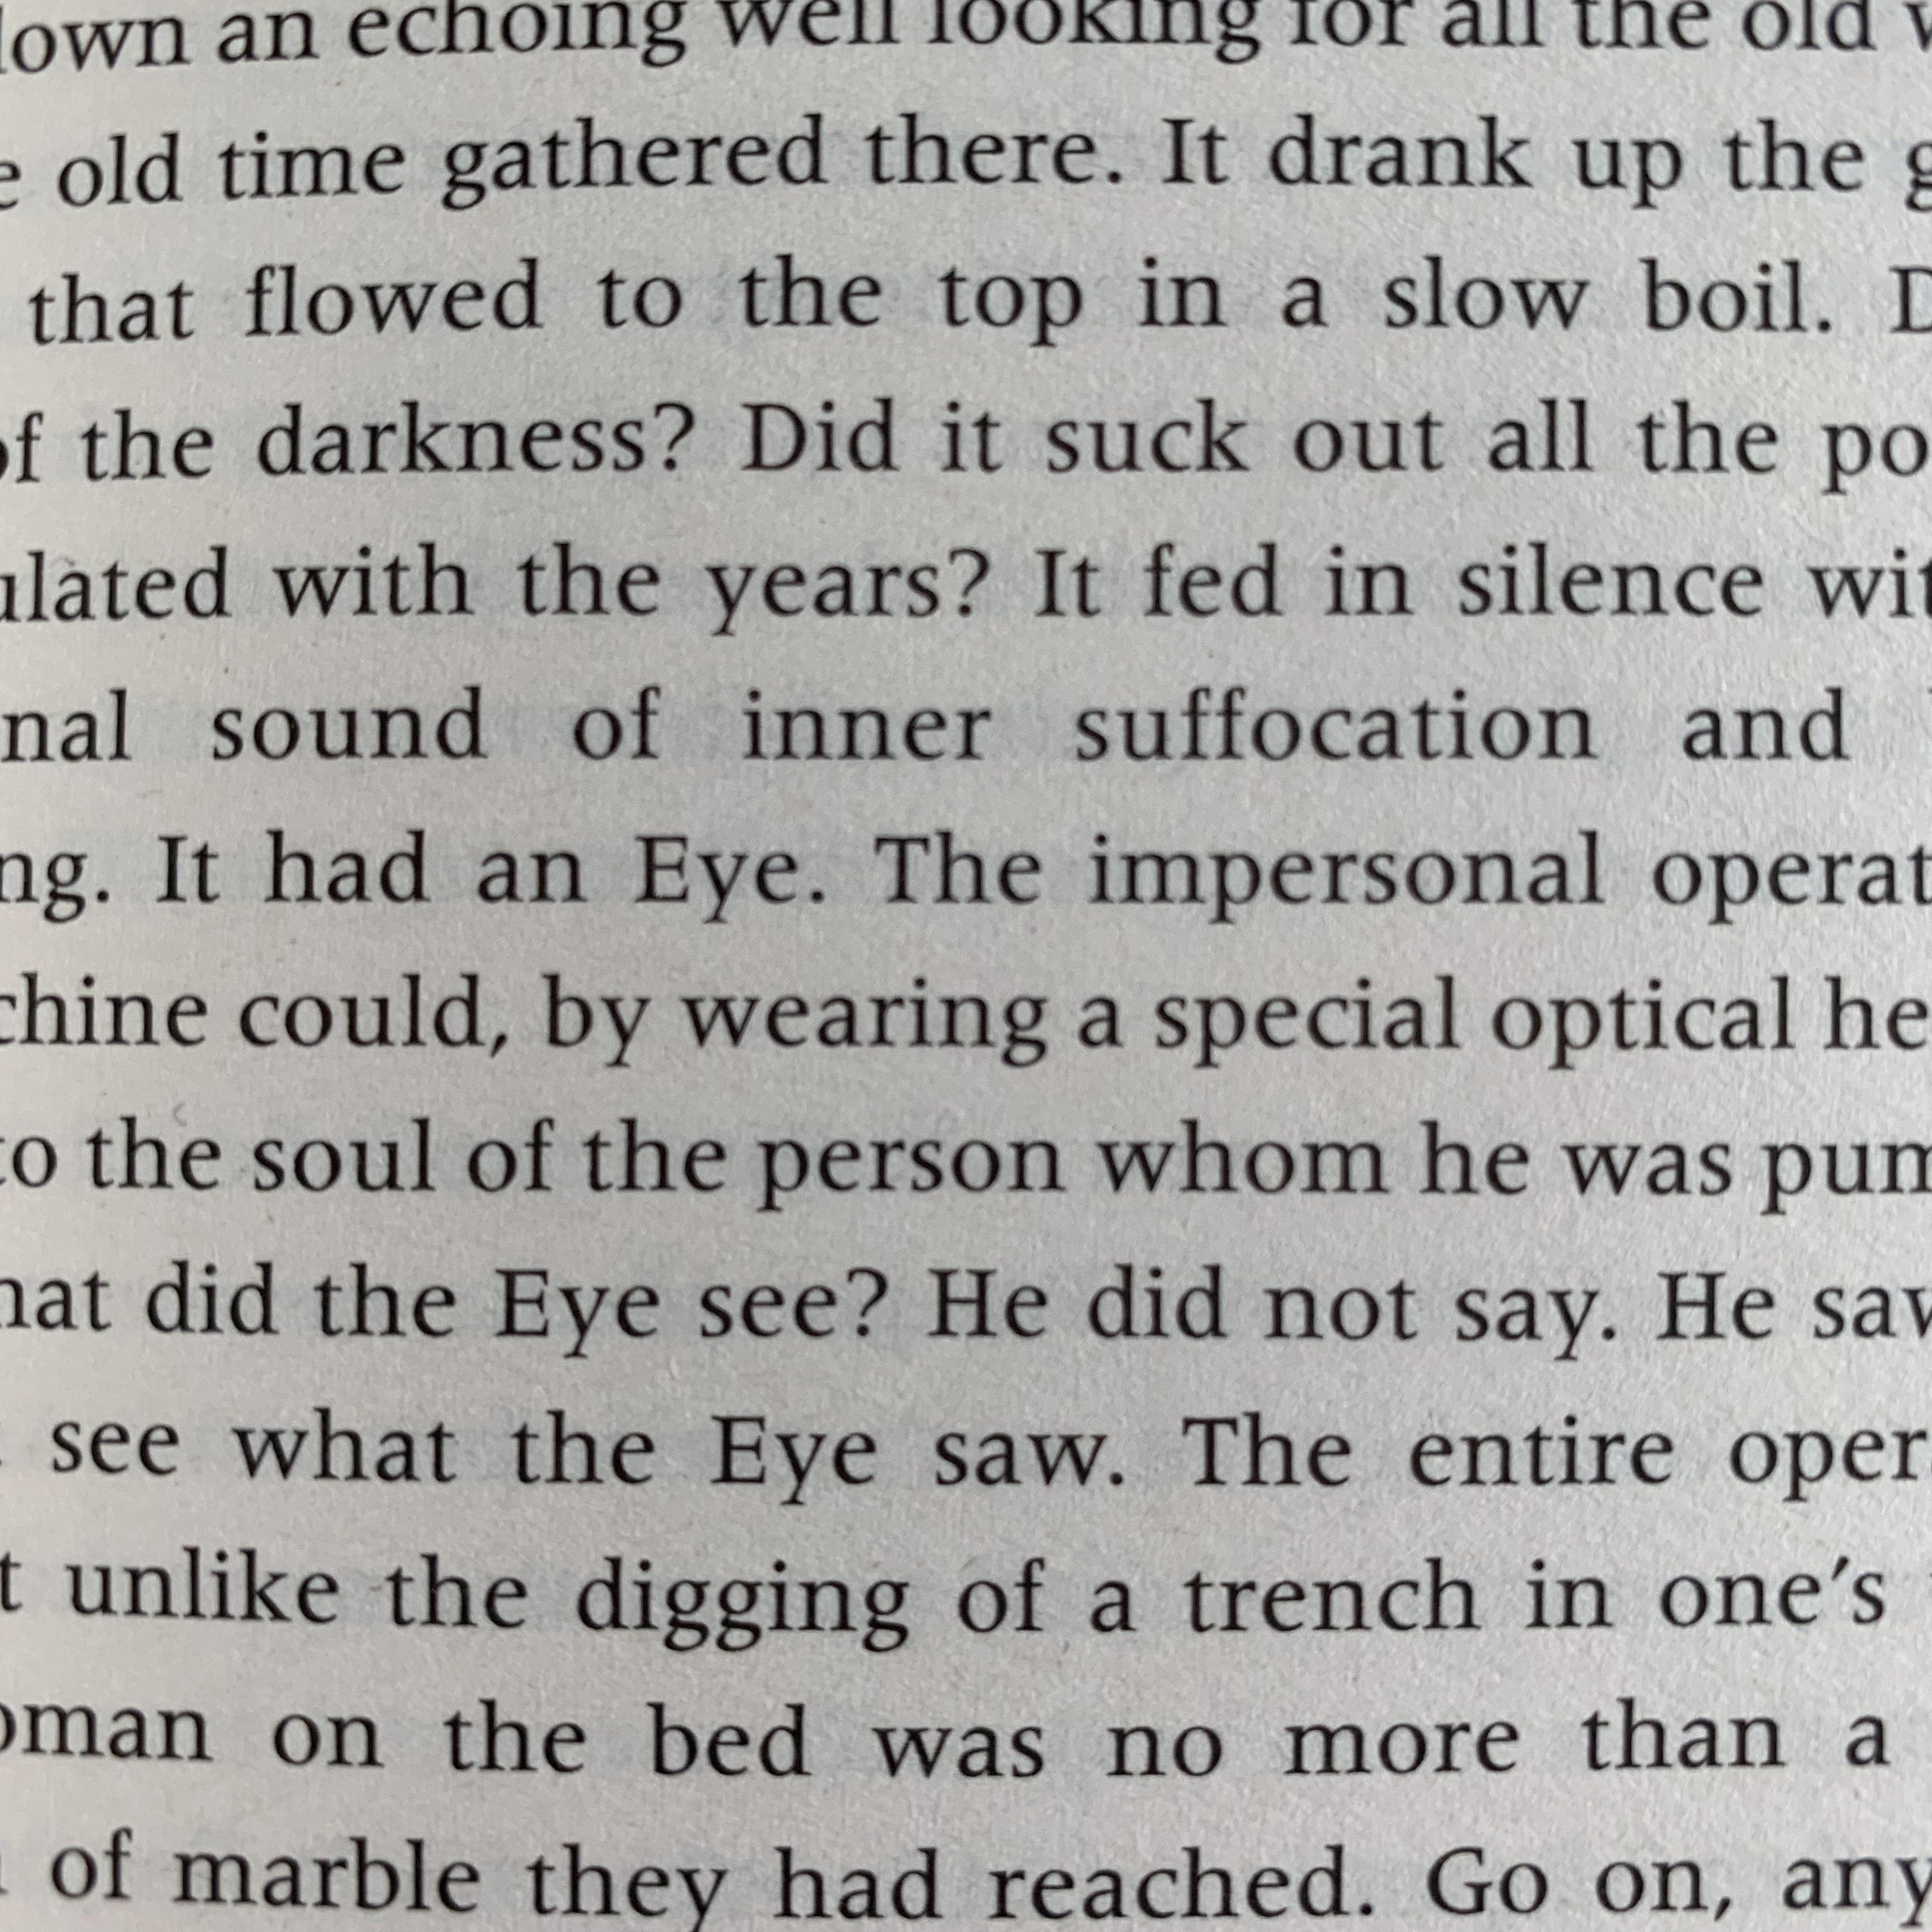 down an echoing well looking for all the old
old time gathered there. It drank up the
that flowed to the top in a slow boil.
of the darkness? Did it suck out all the
ulated with the years? It fed in silence
nal sound of inner suffocation and
ng. It had an Eye. The impersonal operat
chine could, by wearing a special optical he
to the soul of the person whom he was pum
hat did the Eye see? He did not say. He saw
see what the Eye saw. The entire oper
t unlike the digging of a trench in one's
oman on the bed was no more than a
of marble they had reached. Go on, any